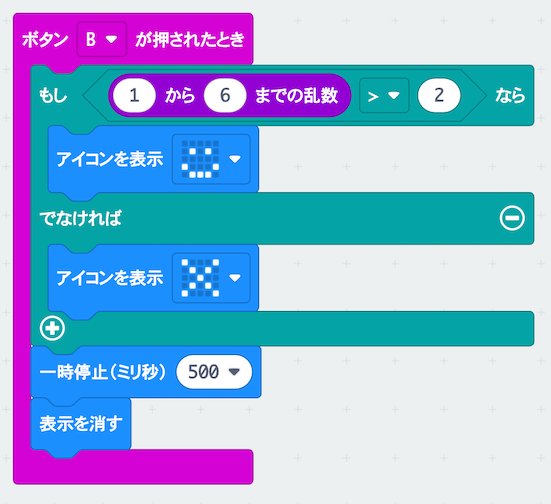 ボタン B が押されたとき
もし 1 から 6 までの乱数 > 2 なら
アイコンを表示
でなければ
アイコンを表示
一時停止(ミリ秒) 500
表示を消す